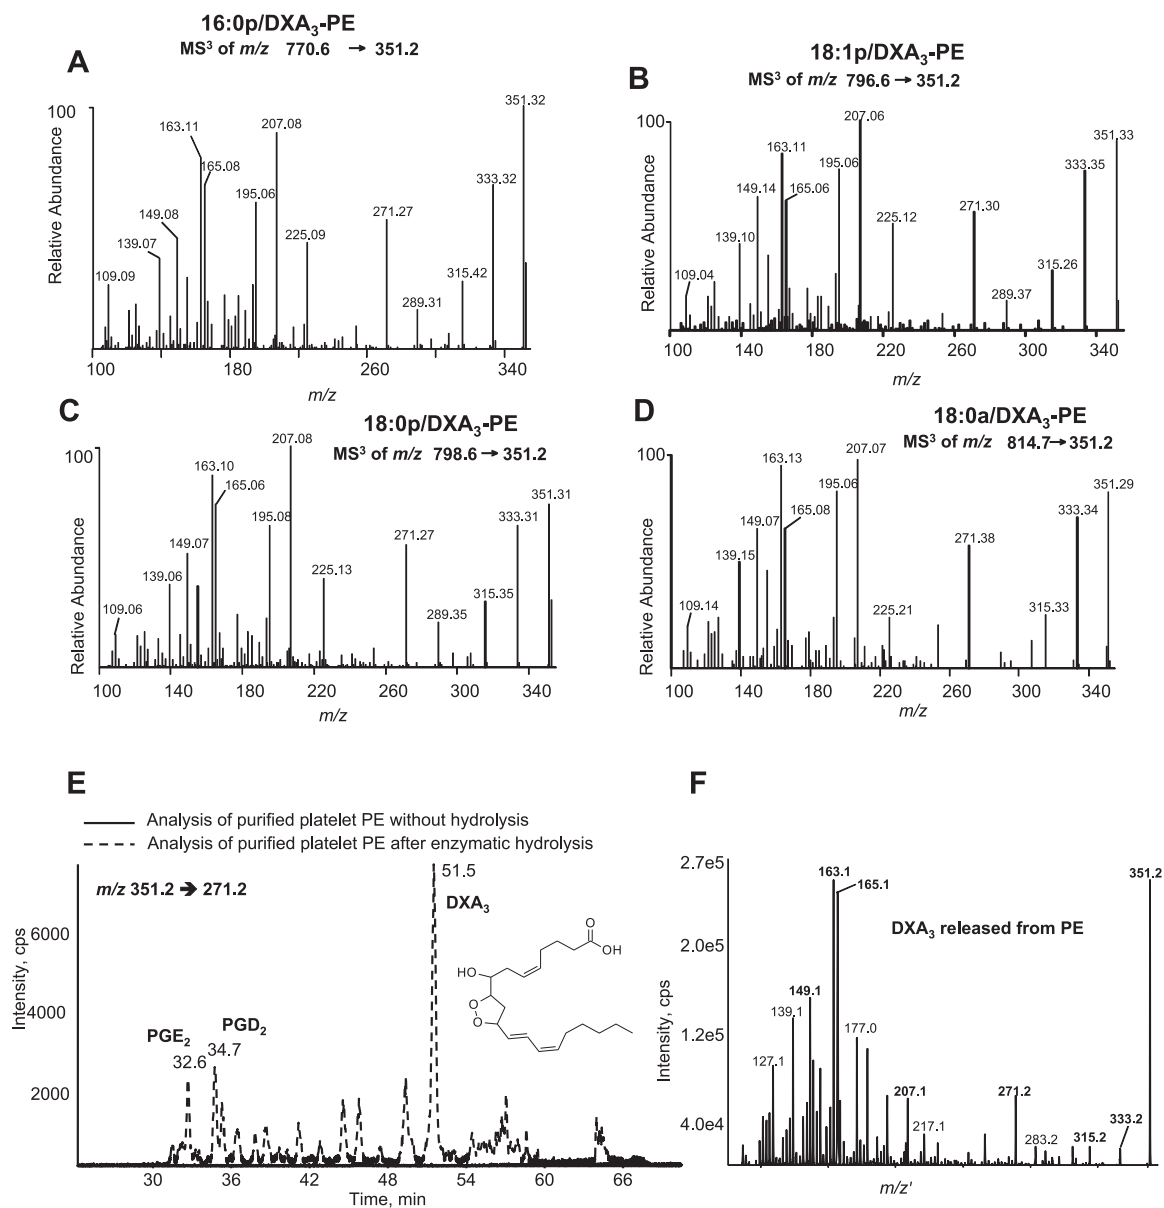 16:0p/DXA₃-PE
MS³ of m/z 770.6 → 351.2
A
Relative Abundance
100
351.32
163.11
207.08
165.08
333.32
195.06
149.08
271.27
139.07
225.09
109.09
315.42
289.31
100 180 260 340
m/z
18:1p/DXA₃-PE
MS³ of m/z 796.6 → 351.2
B
Relative Abundance
100
207.06
351.33
163.11
333.35
195.06
149.14
165.06
271.30
225.12
139.10
109.04
315.26
289.37
100 140 180 220 260 300 340
m/z
C
18:0p/DXA₃-PE
MS³ of m/z 798.6 → 351.2
Relative Abundance
100
207.08
163.10
165.06
351.31
195.08
333.31
149.07
271.27
139.06
225.13
315.35
109.06
289.35
100 140 180 220 260 300 340
m/z
D
18:0a/DXA₃-PE
MS³ of m/z 814.7 → 351.2
Relative Abundance
100
207.07
163.13
195.06
351.29
165.08
333.34
149.07
271.38
139.15
109.14
225.21
315.33
100 140 180 220 260 300 340
m/z
E
Analysis of purified platelet PE without hydrolysis
Analysis of purified platelet PE after enzymatic hydrolysis
m/z 351.2 → 271.2
51.5
DXA₃
O
OH
HO
O
O
Intensity, cps
6000
4000
2000
PGE₂
32.6
PGD₂
34.7
30 36 42 48 54 60 66
Time, min
F
2.7e5
163.1
165.1
351.2
DXA₃ released from PE
2.0e5
Intensity, cps
149.1
139.1
1.2e5
177.0
127.1
207.1
271.2
4.0e4
217.1
283.2
315.2
333.2
m/z'